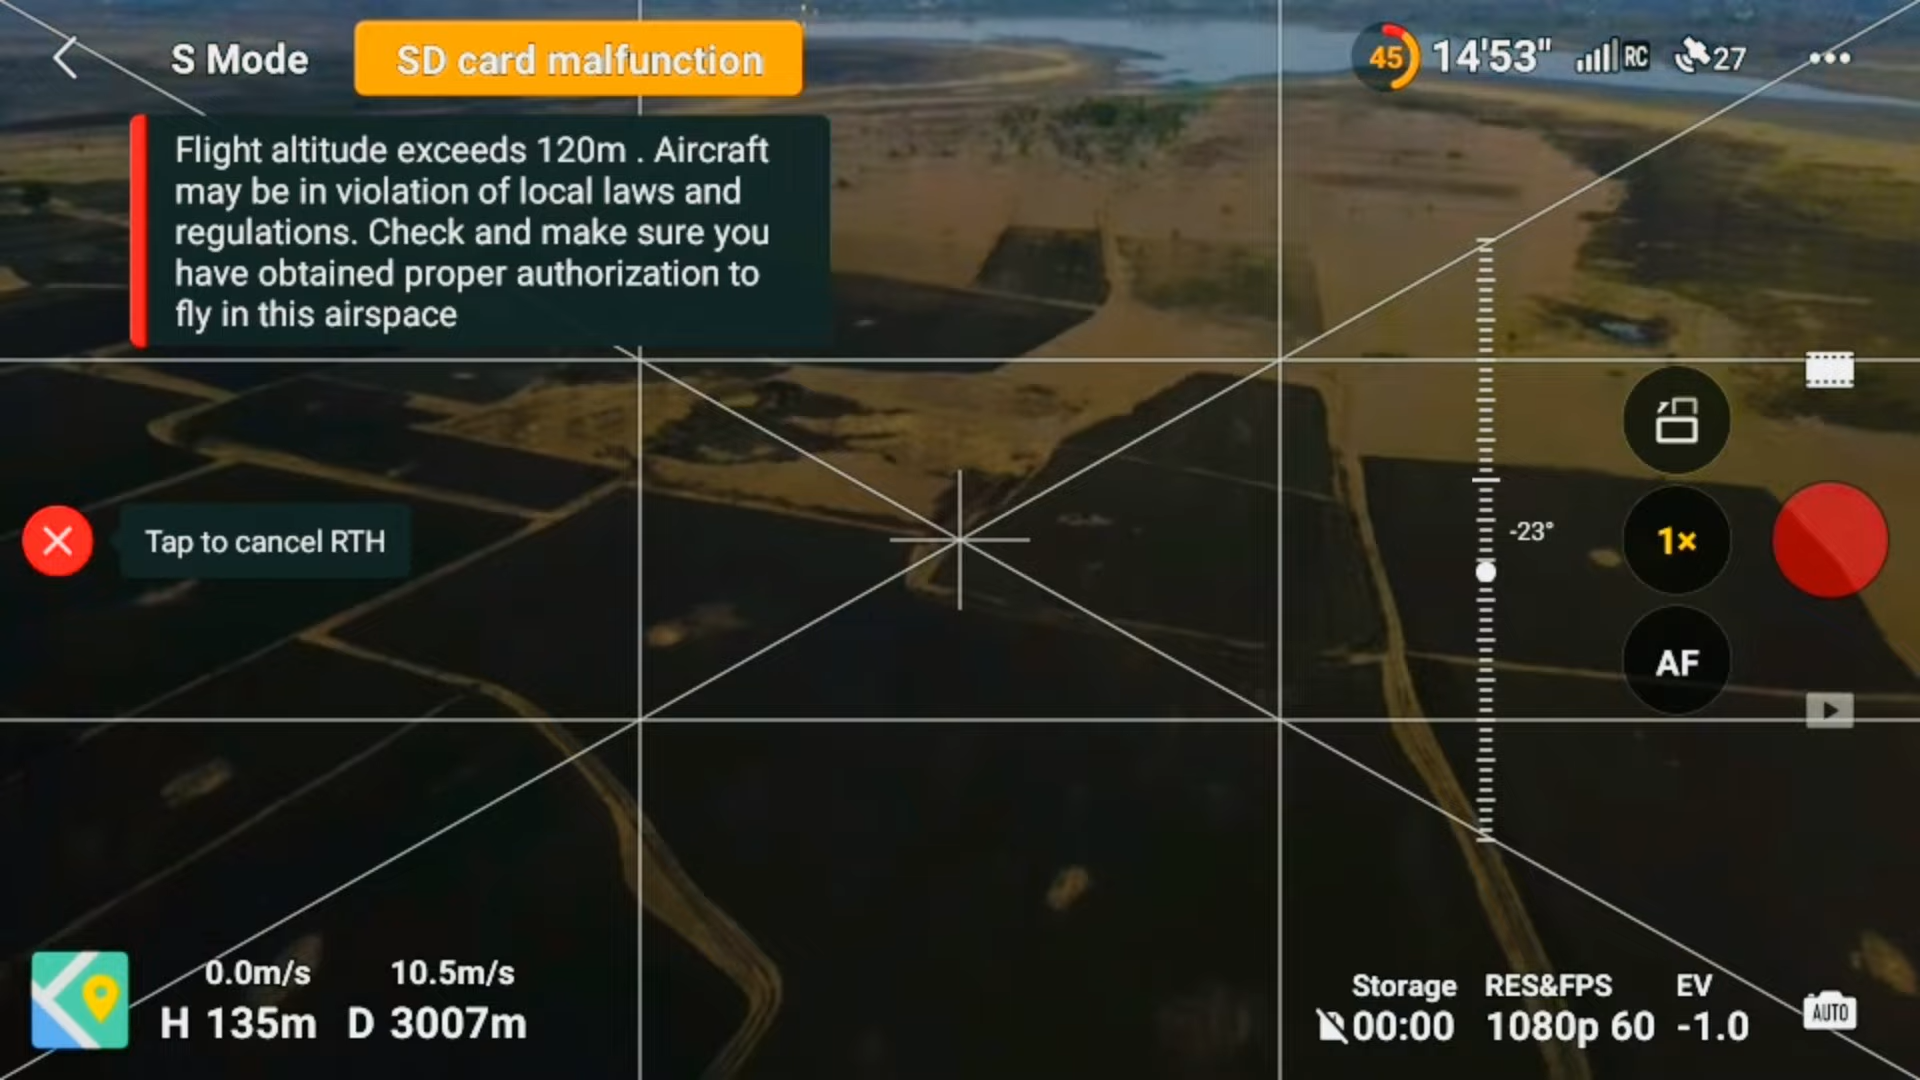 S Mode
SD card malfunction
45
14'53"
RC
27
Flight altitude exceeds 120m . Aircraft
may be in violation of local laws and
regulations. Check and make sure you
have obtained proper authorization to
fly in this airspace
Tap to cancel RTH
-23°
1×
AF
0.0m/s 10.5m/s
H 135m D 3007m
Storage RES&FPS EV
00:00 1080p 60 -1.0
AUTO